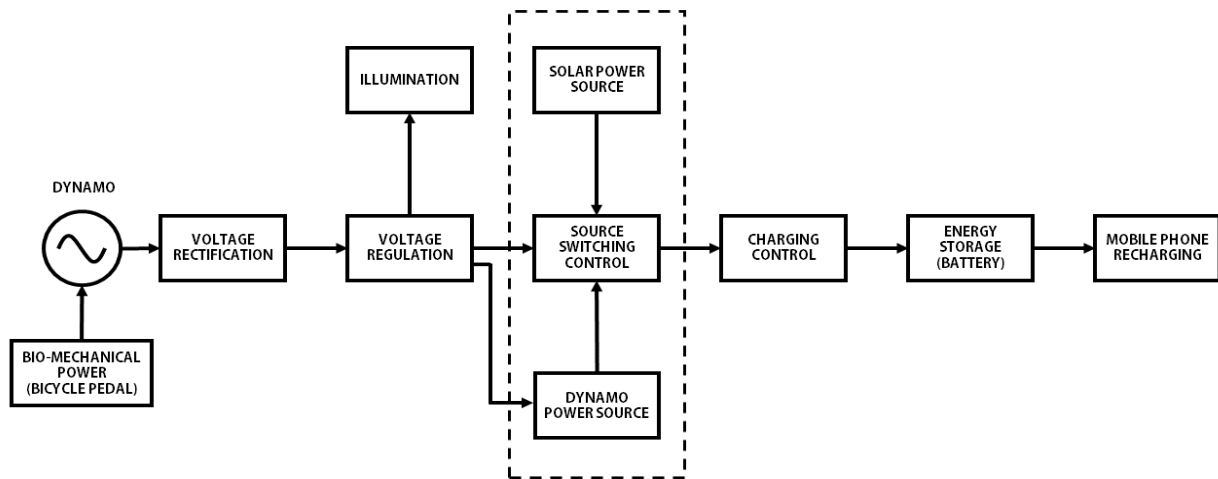 ILLUMINATION
SOLAR POWER
SOURCE
DYNAMO
VOLTAGE
RECTIFICATION
VOLTAGE
REGULATION
SOURCE
SWITCHING
CONTROL
CHARGING
CONTROL
ENERGY
STORAGE
(BATTERY)
MOBILE PHONE
RECHARGING
BIO-MECHANICAL
POWER
(BICYCLE PEDAL)
DYNAMO
POWER SOURCE